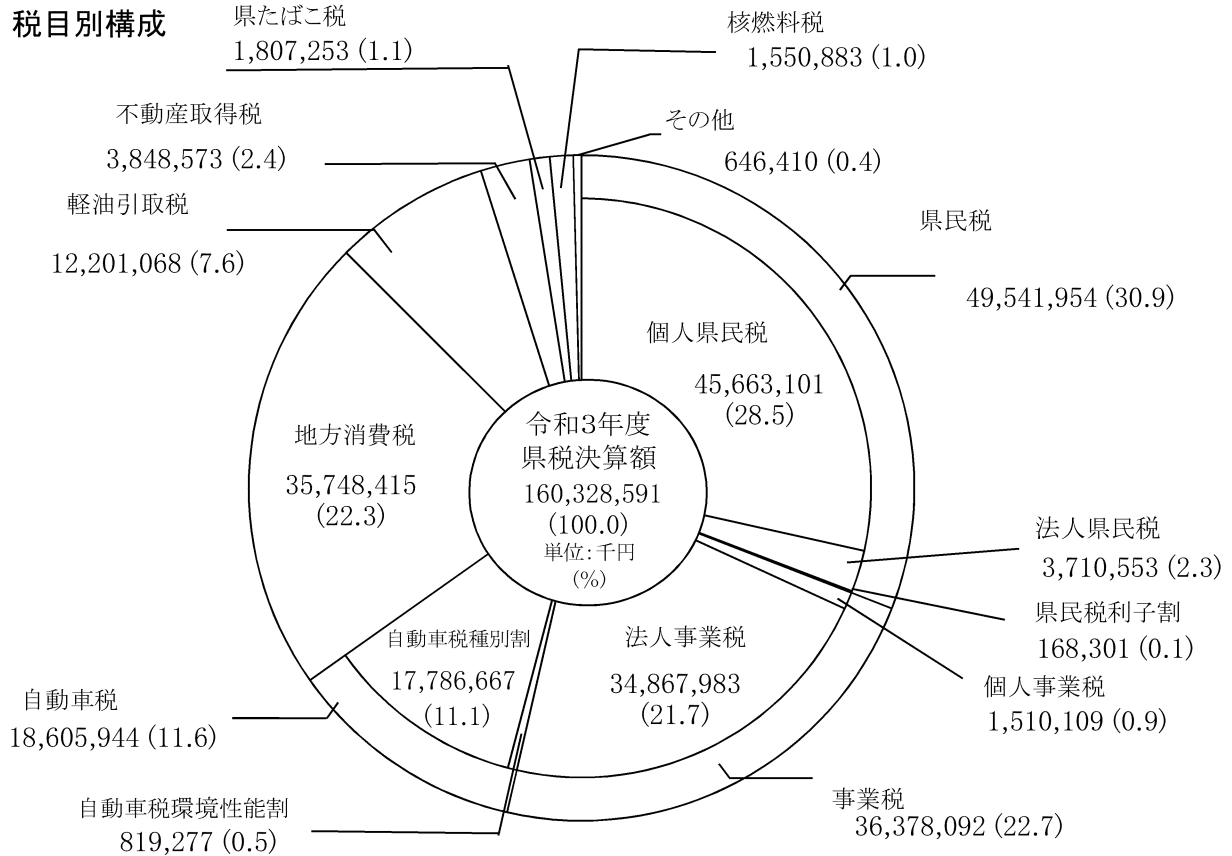 税目別構成
県たばこ税
1,807,253 (1.1)
核燃料税
1,550,883 (1.0)
不動産取得税
3,848,573 (2.4)
その他
646,410 (0.4)
軽油引取税
12,201,068 (7.6)
県民税
49,541,954 (30.9)
個人県民税
45,663,101
(28.5)
令和3年度
県税決算額
160,328,591
(100.0)
単位:千円
(%)
地方消費税
35,748,415
(22.3)
法人県民税
3,710,553 (2.3)
県民税利子割
168,301 (0.1)
個人事業税
1,510,109 (0.9)
法人事業税
34,867,983
(21.7)
自動車税種別割
17,786,667
(11.1)
自動車税
18,605,944 (11.6)
自動車税環境性能割
819,277 (0.5)
事業税
36,378,092 (22.7)